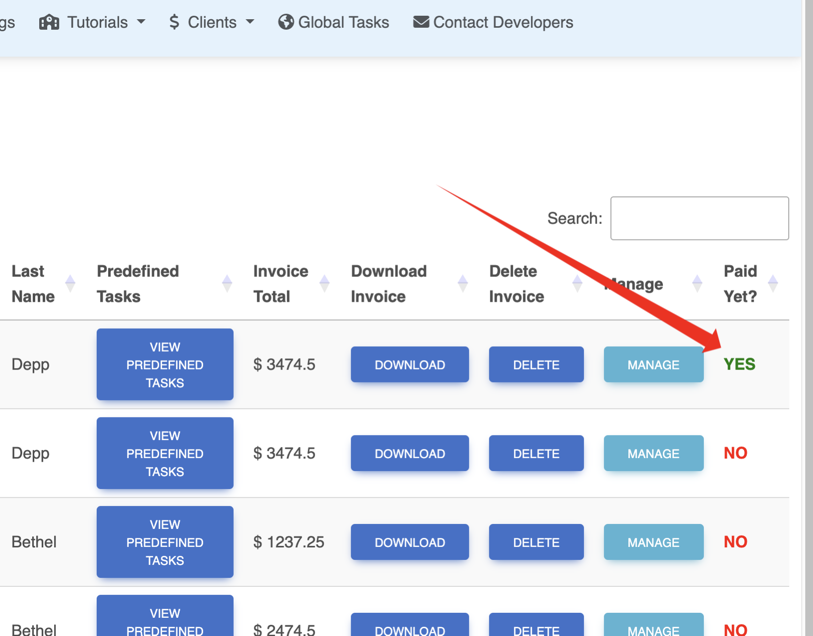 gs Tutorials Clients Global Tasks Contact Developers
Search:
Last Name Predefined Tasks Invoice Total Download Invoice Delete Invoice Manage Paid Yet?
Depp VIEW PREDEFINED TASKS $ 3474.5 DOWNLOAD DELETE MANAGE YES
Depp VIEW PREDEFINED TASKS $ 3474.5 DOWNLOAD DELETE MANAGE NO
Bethel VIEW PREDEFINED TASKS $ 1237.25 DOWNLOAD DELETE MANAGE NO
Bethel VIEW PREDEFINED $ 2474.5 DOWNLOAD DELETE MANAGE NO